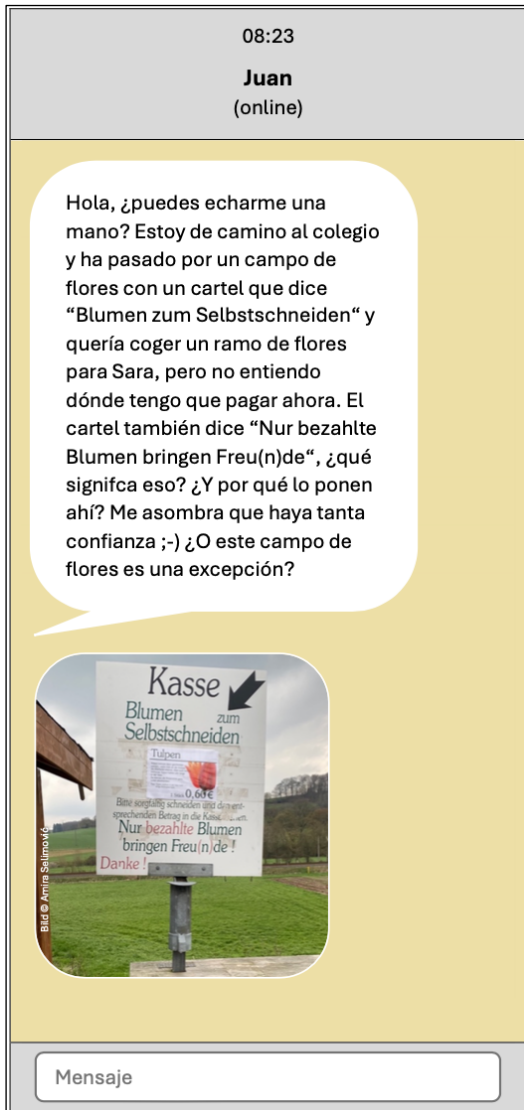 08:23
Juan
(online)
Hola, ¿puedes echarme una
mano? Estoy de camino al colegio
y ha pasado por un campo de
flores con un cartel que dice
“Blumen zum Selbstschneiden“ y
quería coger un ramo de flores
para Sara, pero no entiendo
dónde tengo que pagar ahora. El
cartel también dice “Nur bezahlte
Blumen bringen Freu(n)de“, ¿qué
signifca eso? ¿Y por qué lo ponen
ahí? Me asombra que haya tanta
confianza ;-) ¿O este campo de
flores es una excepción?
Kasse
Blumen zum
Selbstschneiden
Tulpen
0,60 €
Bitte sorgfältig schneiden und den ent-
sprechenden Betrag in die
Nur bezahlte Blumen
bringen Freu(n)de !
Danke !
Bild © Amira Selimović
Mensaje